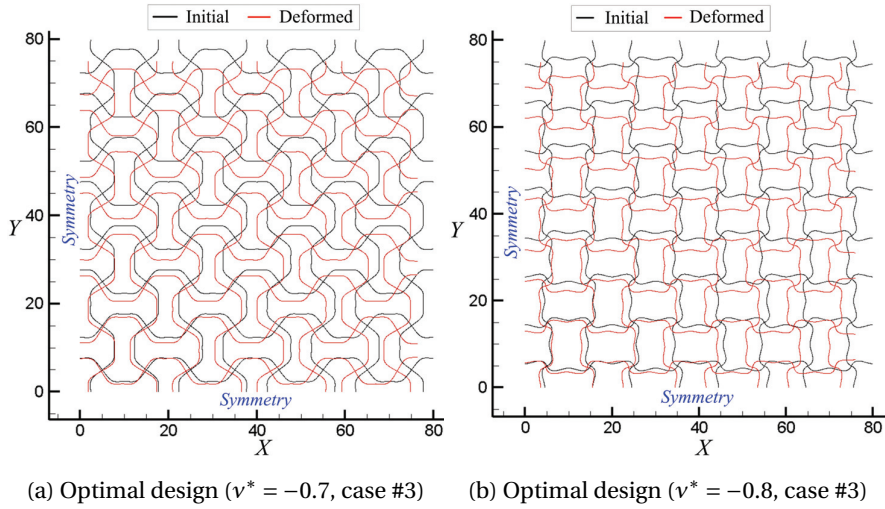 Initial Deformed
80
60
40
20
0
Y
Symmetry
Symmetry
0 20 40 60 80
X
(a) Optimal design (ν* = −0.7, case #3)
Initial Deformed
80
60
40
20
0
Y
Symmetry
Symmetry
0 20 40 60 80
X
(b) Optimal design (ν* = −0.8, case #3)